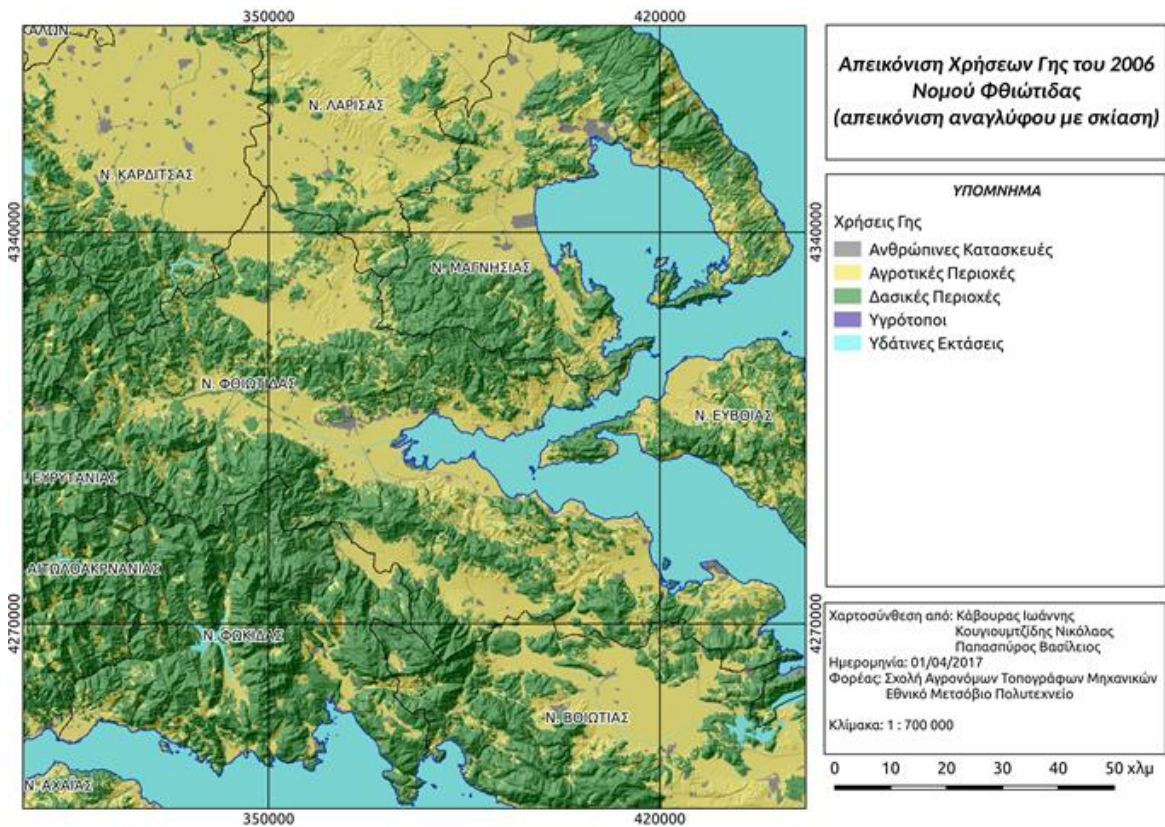 350000
420000
ΚΑΛΩΝ
Ν. ΛΑΡΙΣΑΣ
Ν. ΚΑΡΔΙΤΣΑΣ
4340000
4340000
Ν. ΜΑΓΝΗΣΙΑΣ
Ν. ΦΘΙΩΤΙΔΑΣ
Ν. ΕΥΒΟΙΑΣ
. ΕΥΡΥΤΑΝΙΑΣ
ΑΙΤΩΛΟΑΚΡΝΑΝΙΑΣ
4270000
4270000
Ν. ΦΩΚΙΔΑΣ
Ν. ΒΟΙΩΤΙΑΣ
Ν. ΑΧΑΪΑΣ
350000
420000
Απεικόνιση Χρήσεων Γης του 2006
Νομού Φθιώτιδας
(απεικόνιση αναγλύφου με σκίαση)
ΥΠΟΜΝΗΜΑ
Χρήσεις Γης
Ανθρώπινες Κατασκευές
Αγροτικές Περιοχές
Δασικές Περιοχές
Υγρότοποι
Υδάτινες Εκτάσεις
Χαρτοσύνθεση από: Κάβουρας Ιωάννης
Κουγιουμτζίδης Νικόλαος
Παπασπύρος Βασίλειος
Ημερομηνία: 01/04/2017
Φορέας: Σχολή Αγρονόμων Τοπογράφων Μηχανικών
Εθνικό Μετσόβιο Πολυτεχνείο
Κλίμακα: 1 : 700 000
0 10 20 30 40 50 χλμ